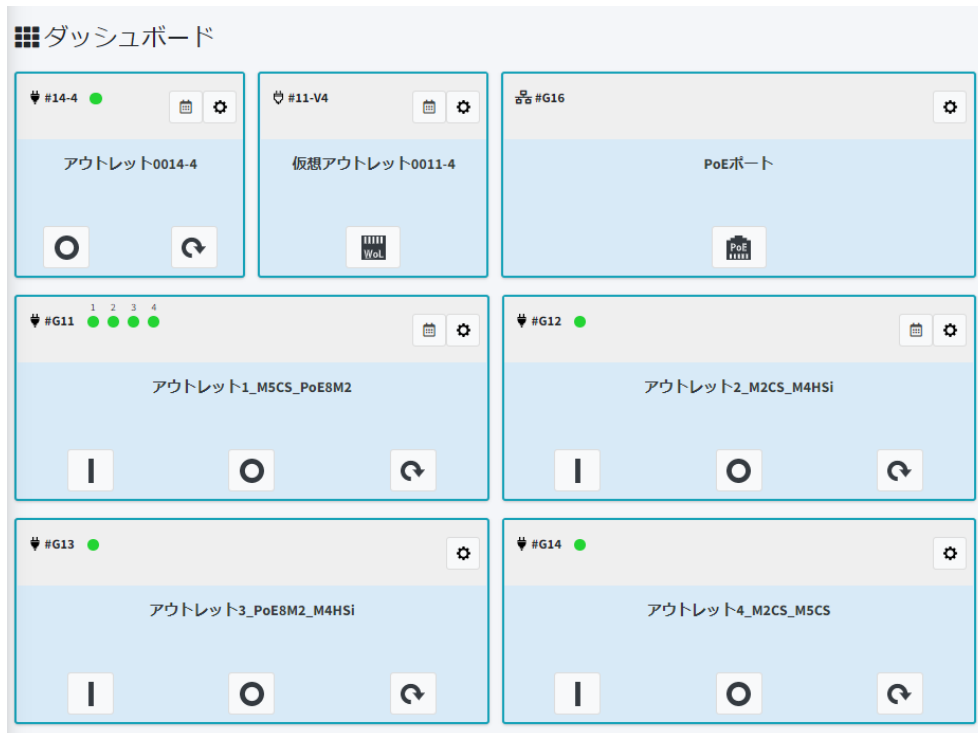 ダッシュボード
#14-4
アウトレット0014-4
#11-V4
仮想アウトレット0011-4
WoL
#G16
PoEポート
PoE
#G11
1 2 3 4
アウトレット1_M5CS_PoE8M2
#G12
アウトレット2_M2CS_M4HSi
#G13
アウトレット3_PoE8M2_M4HSi
#G14
アウトレット4_M2CS_M5CS